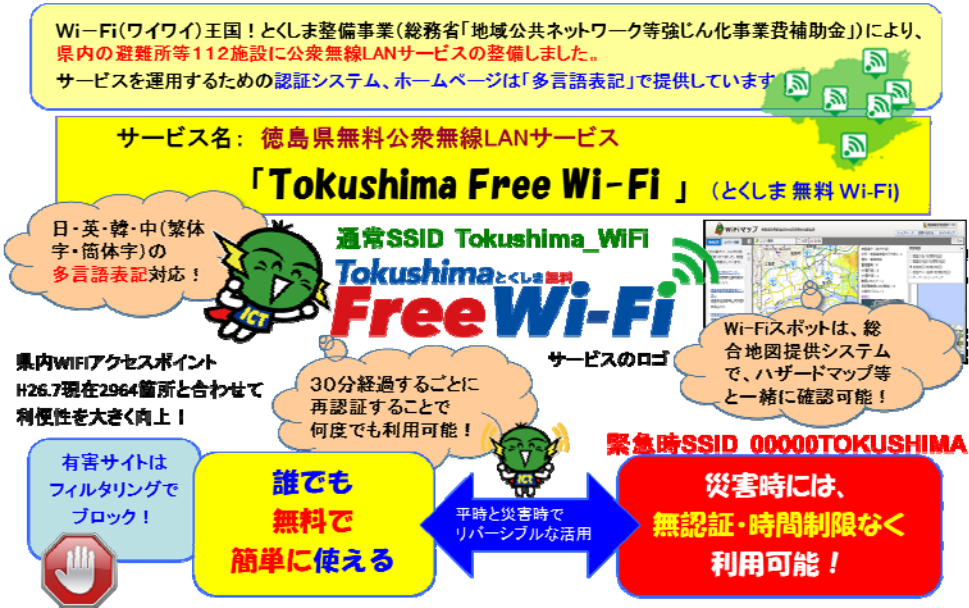 Wi-Fi(ワイワイ)王国!とくしま整備事業(総務省「地域公共ネットワーク等強じん化事業費補助金」)により、
県内の避難所等112施設に公衆無線LANサービスの整備しました。
サービスを運用するための認証システム、ホームページは「多言語表記」で提供しています
サービス名: 徳島県無料公衆無線LANサービス
「Tokushima Free Wi-Fi 」 (とくしま 無料 Wi-Fi)
日・英・韓・中(繁体
字・簡体字)の
多言語表記対応!
ICT
通常SSID Tokushima_WiFi
Tokushima とくしま無料
Free Wi-Fi
サービスのロゴ
WiFiマップ
Wi-Fiスポットは、総
合地図提供システム
で、ハザードマップ等
と一緒に確認可能!
県内WIFIアクセスポイント
H26.7現在2964箇所と合わせて
利便性を大きく向上!
30分経過するごとに
再認証することで
何度でも利用可能!
ICT
緊急時SSID 00000TOKUSHIMA
有害サイトは
フィルタリングで
ブロック!
誰でも
無料で
簡単に使える
平時と災害時で
リバーシブルな活用
災害時には、
無認証・時間制限なく
利用可能!